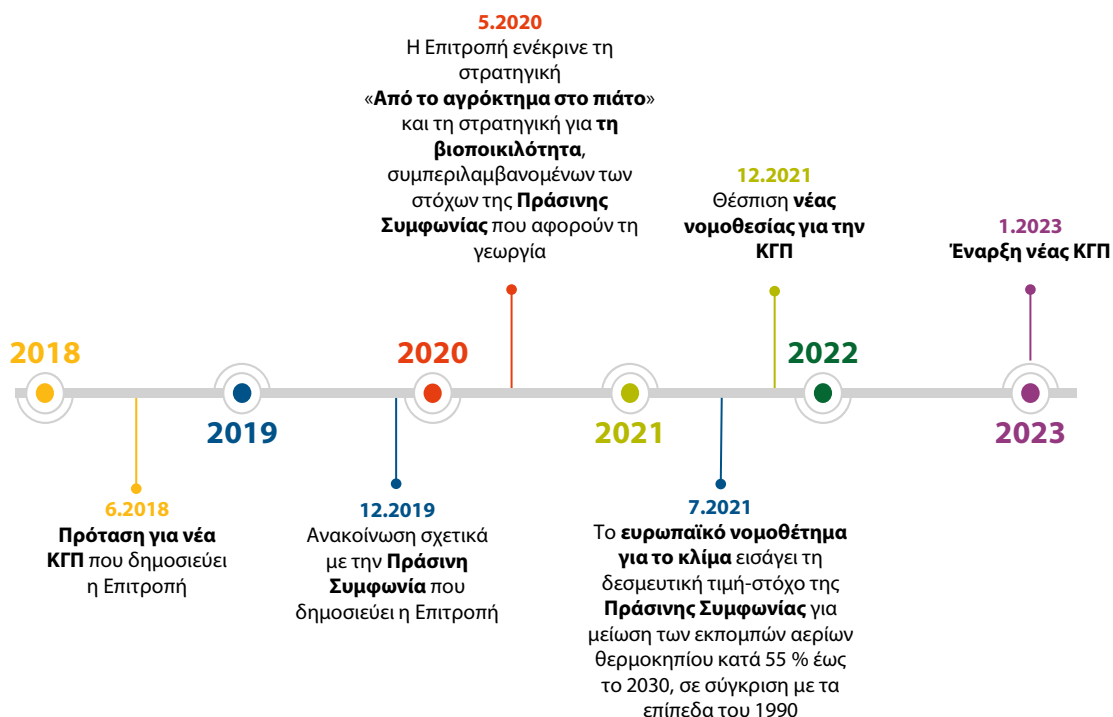 5.2020
Η Επιτροπή ενέκρινε τη
στρατηγική
«Από το αγρόκτημα στο πιάτο»
και τη στρατηγική για τη
βιοποικιλότητα,
συμπεριλαμβανομένων των
στόχων της Πράσινης
Συμφωνίας που αφορούν τη
γεωργία
12.2021
Θέσπιση νέας
νομοθεσίας για την
ΚΓΠ
1.2023
Έναρξη νέας ΚΓΠ
2018
2019
2020
2021
2022
2023
6.2018
Πρόταση για νέα
ΚΓΠ που δημοσιεύει
η Επιτροπή
12.2019
Ανακοίνωση σχετικά
με την Πράσινη
Συμφωνία που
δημοσιεύει η Επιτροπή
7.2021
Το ευρωπαϊκό νομοθέτημα
για το κλίμα εισάγει τη
δεσμευτική τιμή-στόχο της
Πράσινης Συμφωνίας για
μείωση των εκπομπών αερίων
θερμοκηπίου κατά 55 % έως
το 2030, σε σύγκριση με τα
επίπεδα του 1990